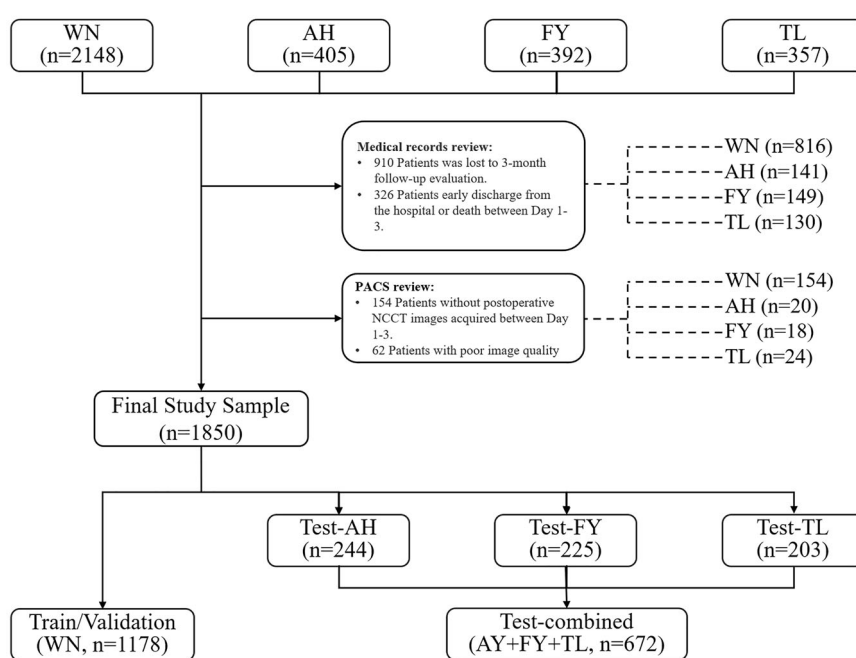 WN
(n=2148)
AH
(n=405)
FY
(n=392)
TL
(n=357)
Medical records review:
• 910 Patients was lost to 3-month
follow-up evaluation.
• 326 Patients early discharge from
the hospital or death between Day 1-
3.
WN (n=816)
AH (n=141)
FY (n=149)
TL (n=130)
PACS review:
• 154 Patients without postoperative
NCCT images acquired between Day
1-3.
• 62 Patients with poor image quality
WN (n=154)
AH (n=20)
FY (n=18)
TL (n=24)
Final Study Sample
(n=1850)
Test-AH
(n=244)
Test-FY
(n=225)
Test-TL
(n=203)
Train/Validation
(WN, n=1178)
Test-combined
(AY+FY+TL, n=672)